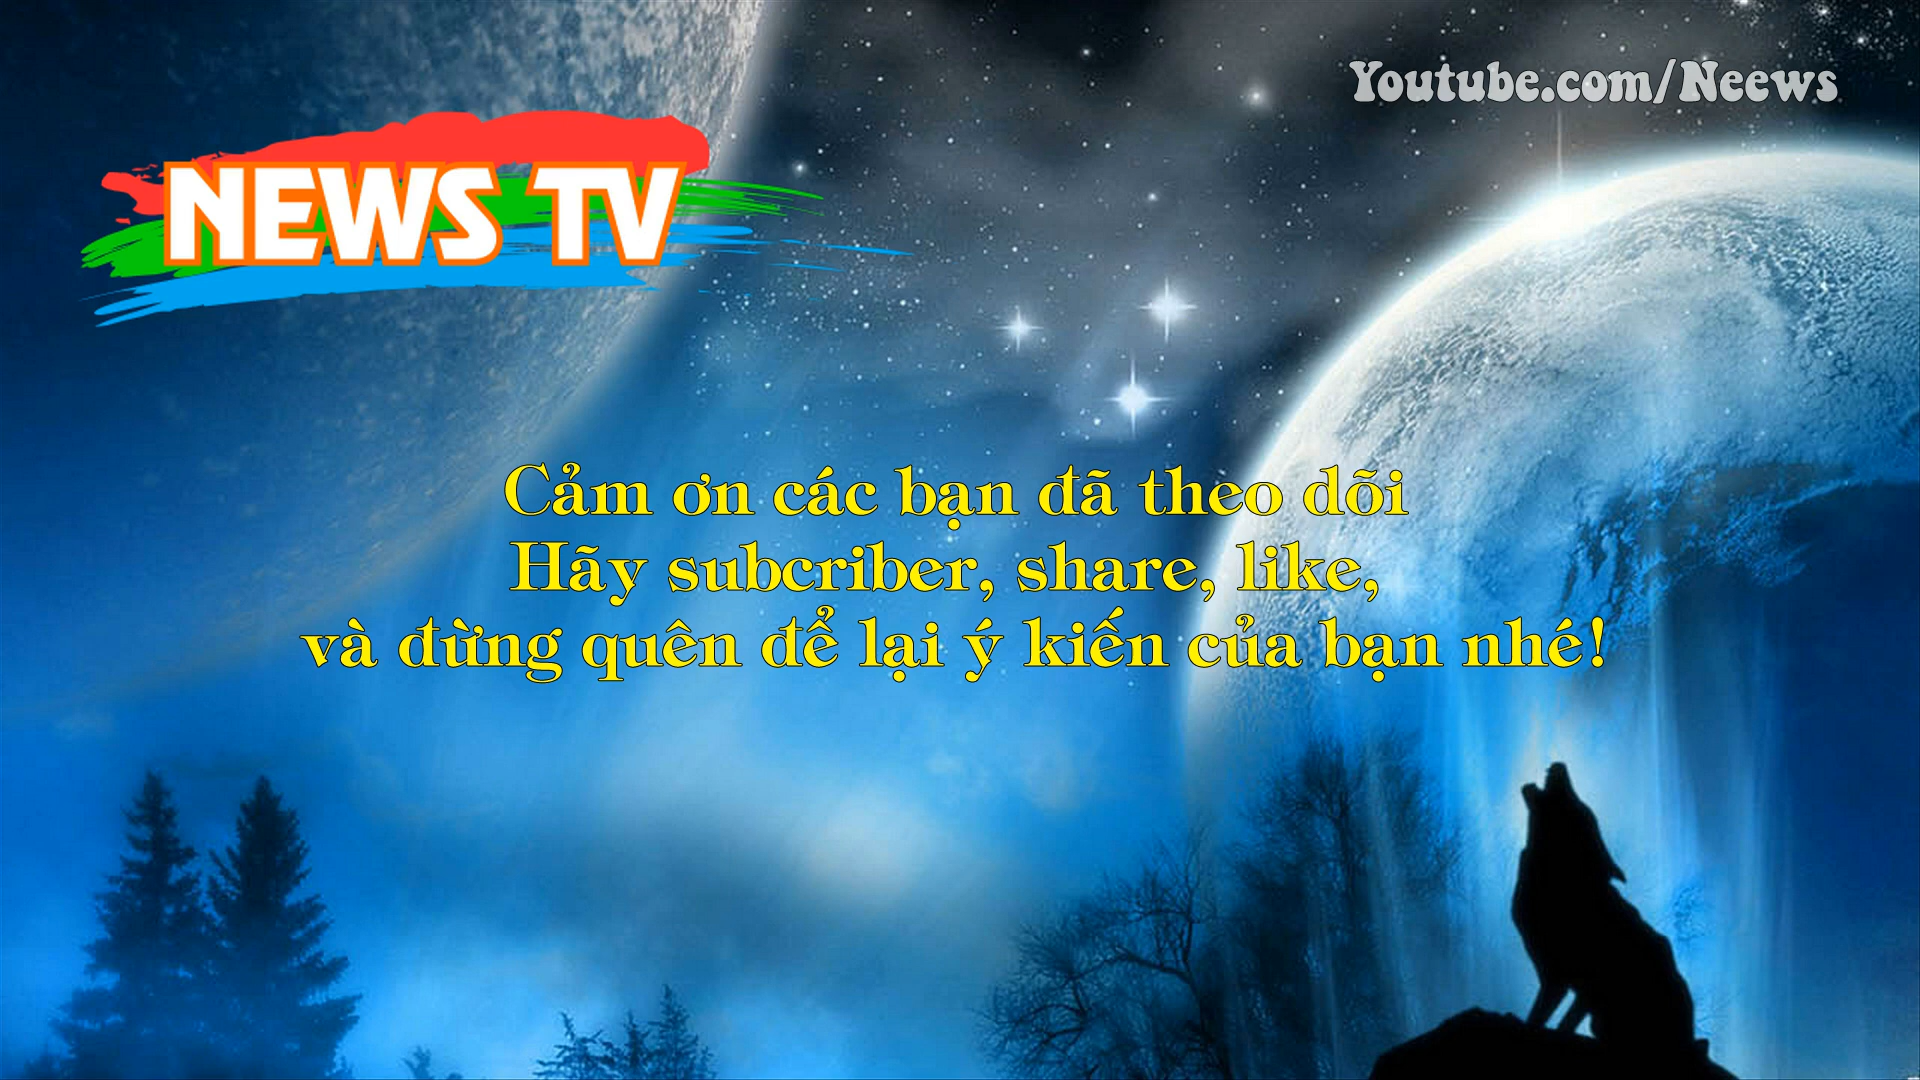 Youtube.com/Neews
NEWS TV
Cảm ơn các bạn đã theo dõi
Hãy subcriber, share, like,
và đừng quên để lại ý kiến của bạn nhé!